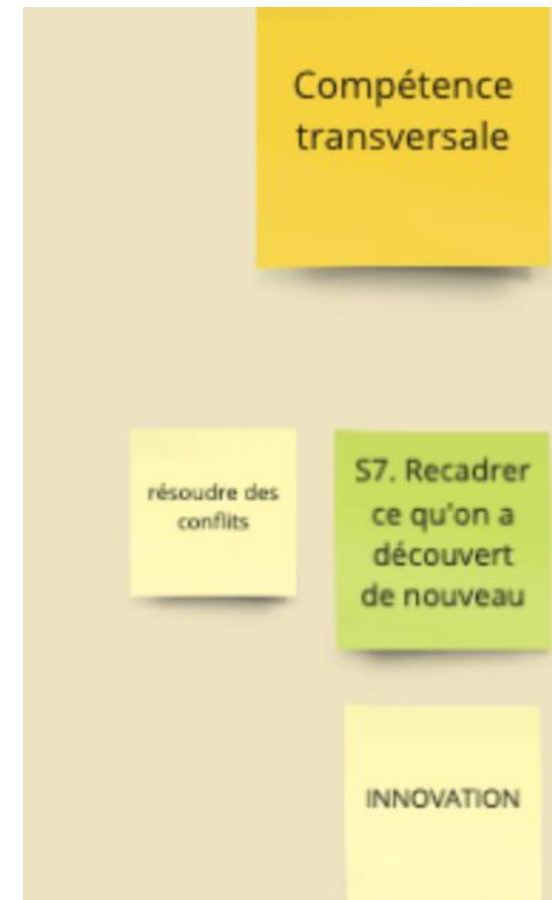 Compétence
transversale
résoudre des
conflits
S7. Recadrer
ce qu'on a
découvert
de nouveau
INNOVATION